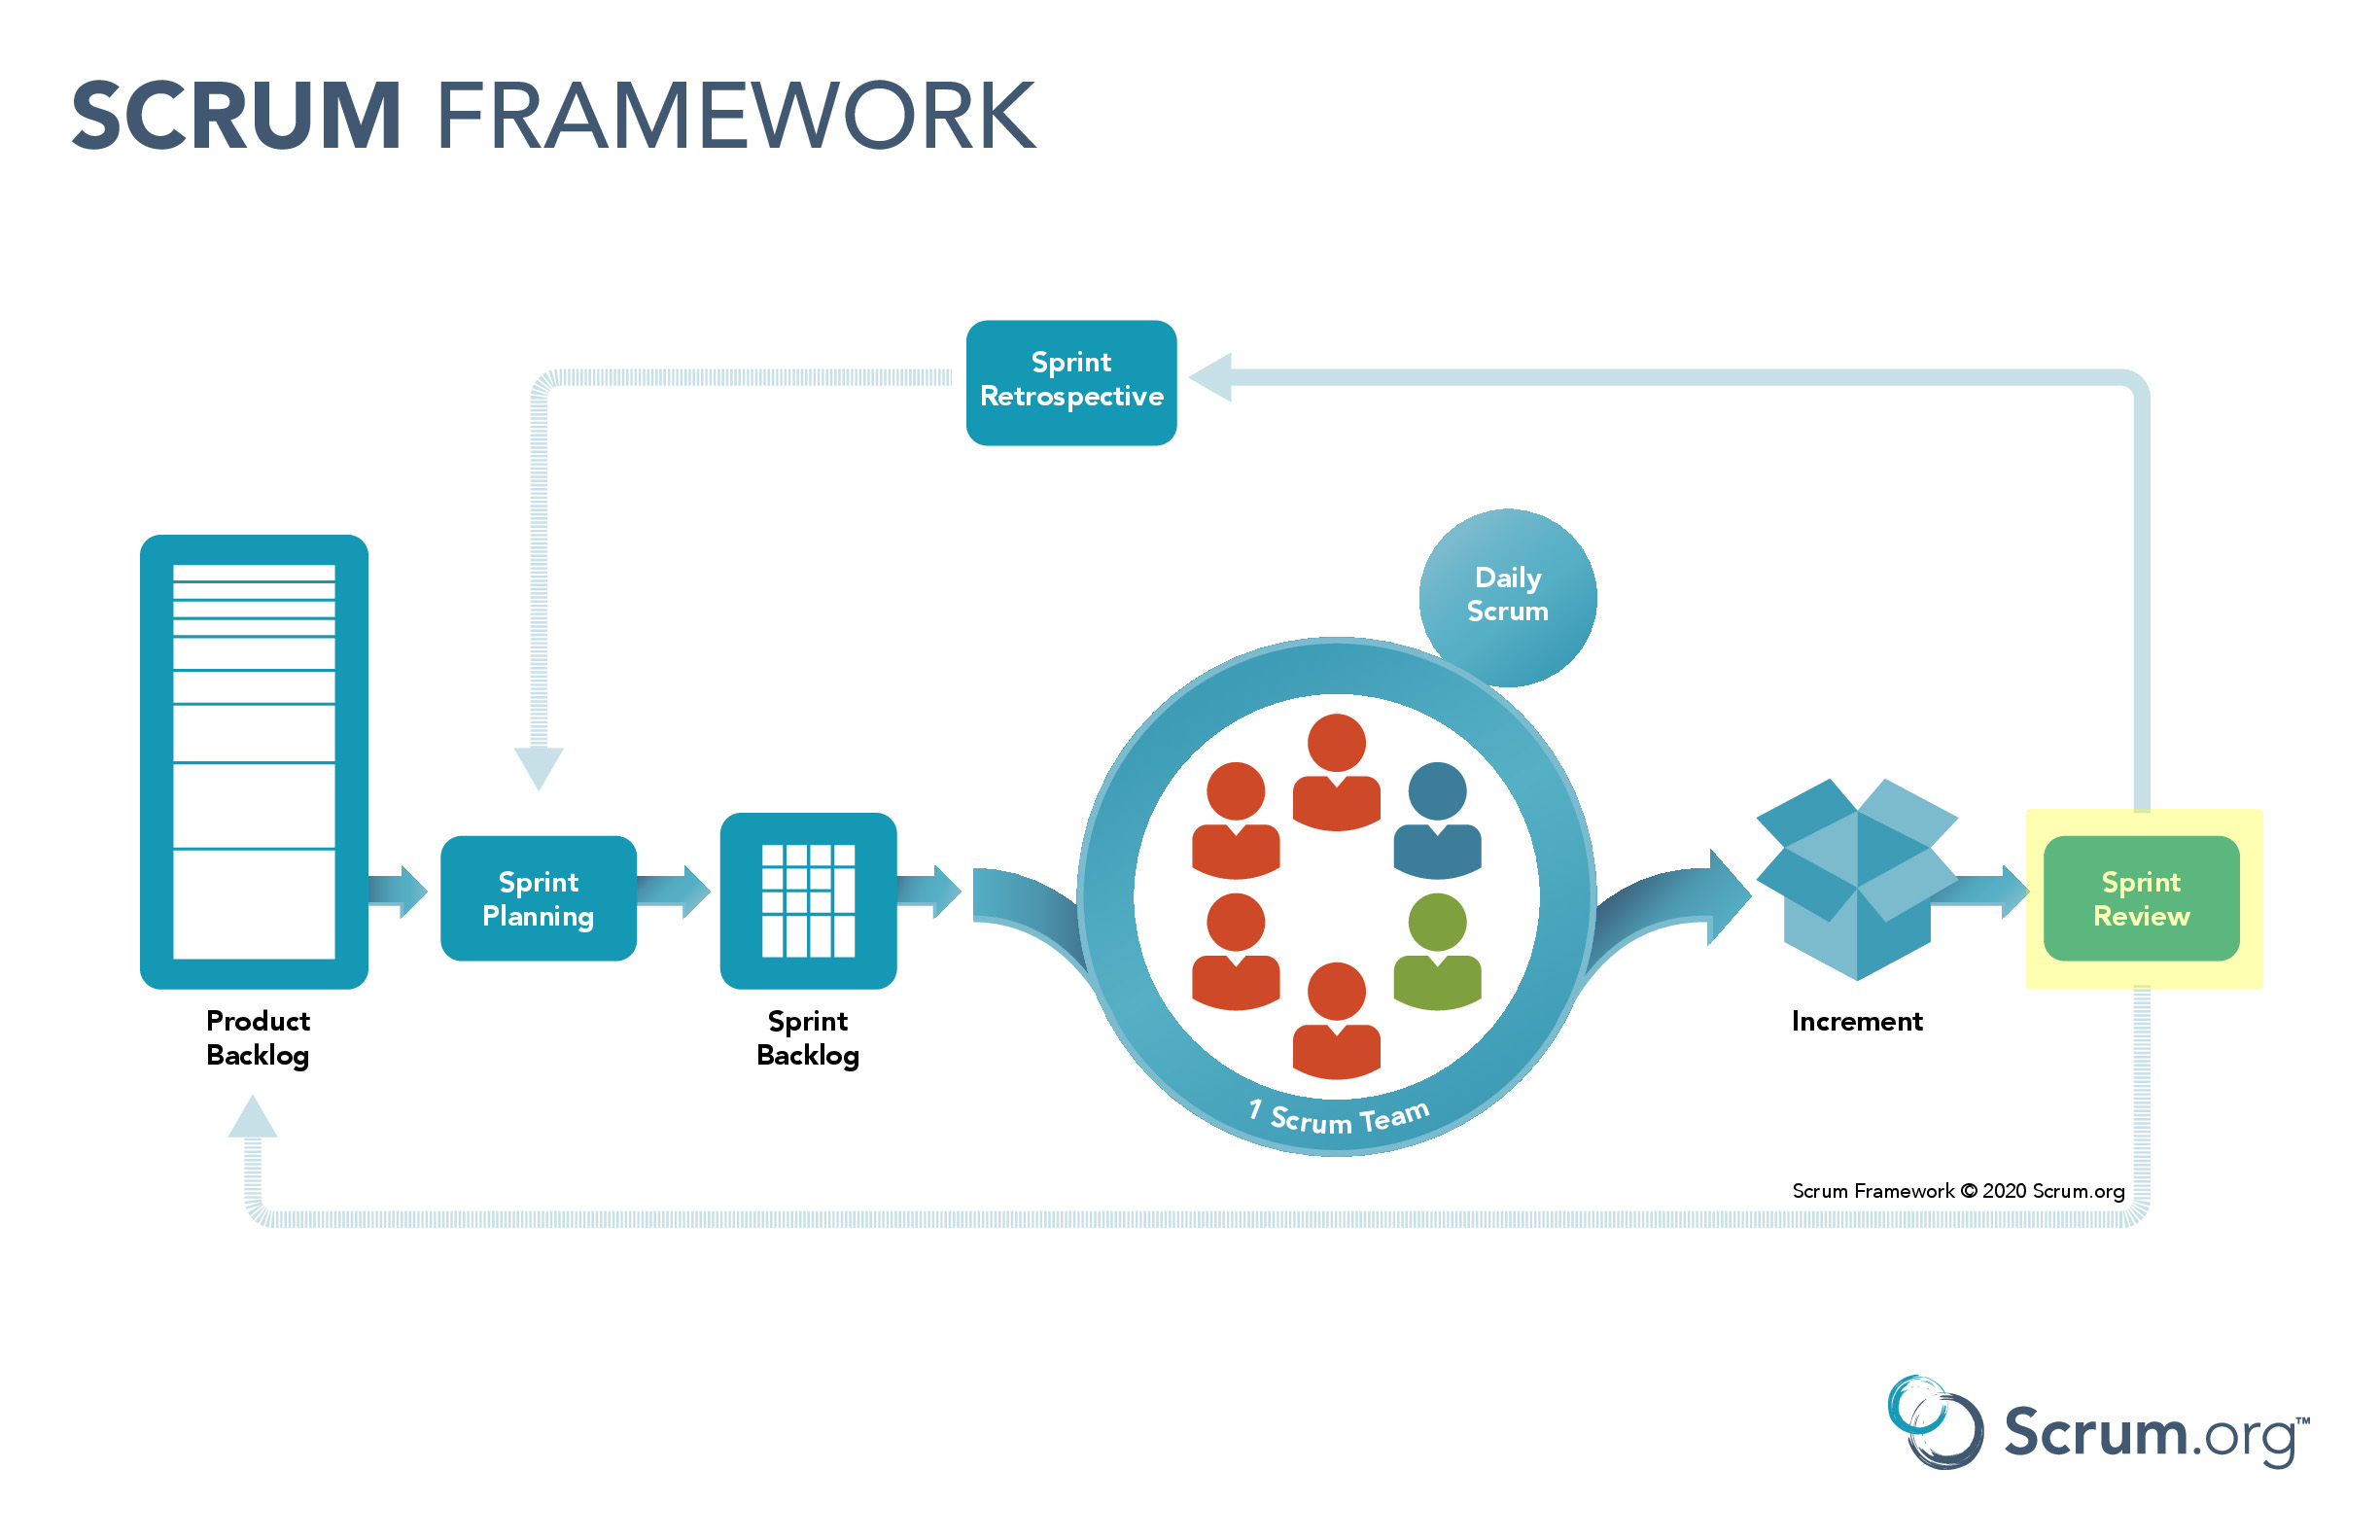 SCRUM FRAMEWORK
Sprint
Retrospective
Daily
Scrum
Sprint
Planning
Sprint
Review
Product
Backlog
Sprint
Backlog
Increment
1 Scrum Team
Scrum Framework © 2020 Scrum.org
Scrum.org™